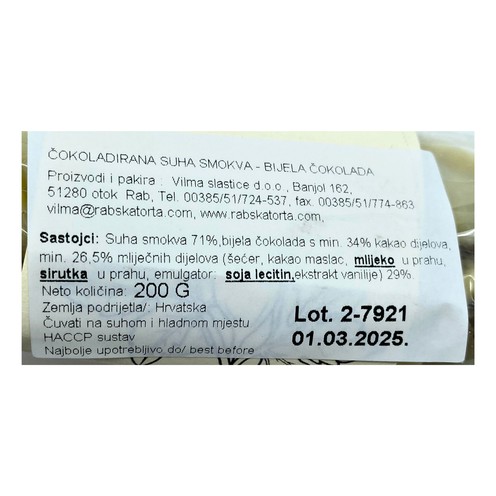 ČOKOLADIRANA SUHA SMOKVA - BIJELA ČOKOLADA
Proizvodi i pakira : Vilma slastice d.o.o., Banjol 162,
51280 otok Rab, Tel. 00385/51/724-537, fax. 00385/51/774-863
vilma@rabskatorta.com, www.rabskatorta.com,
Sastojci: Suha smokva 71%,bijela čokolada s min. 34% kakao dijelova,
min. 26,5% mliječnih dijelova (šećer, kakao maslac, mlijeko u prahu,
sirutka u prahu, emulgator: soja lecitin,ekstrakt vanilije) 29%.
Neto količina: 200 G
Zemlja podrijetla/: Hrvatska
Čuvati na suhom i hladnom mjestu
HACCP sustav
Najbolje upotrebljivo do/ best before
Lot. 2-7921
01.03.2025.